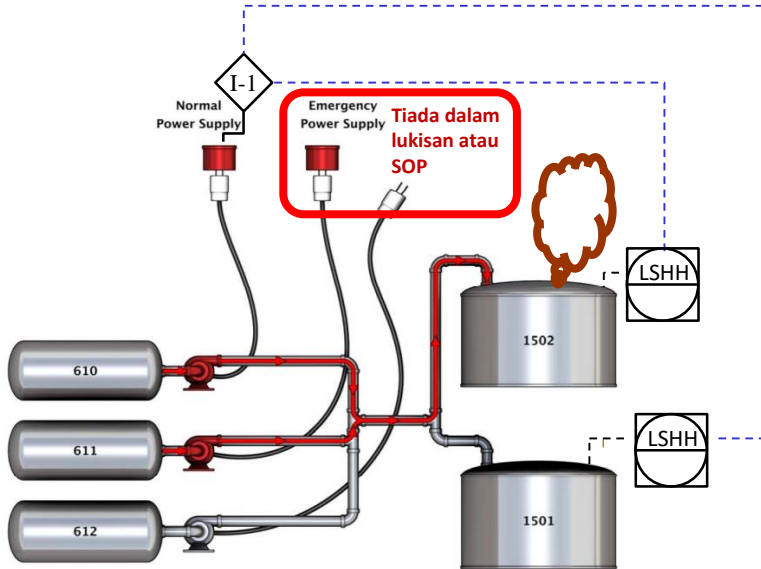 I-1
Normal
Power Supply
Emergency
Power Supply
Tiada dalam
lukisan atau
SOP
LSHH
1502
610
611
LSHH
612
1501